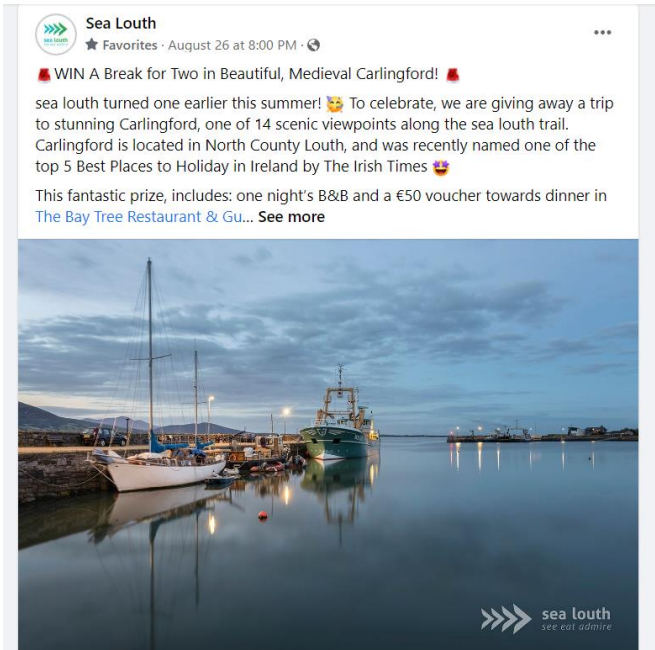 Sea Louth
Favorites · August 26 at 8:00 PM ·
WIN A Break for Two in Beautiful, Medieval Carlingford!
sea louth turned one earlier this summer! 🥳 To celebrate, we are giving away a trip
to stunning Carlingford, one of 14 scenic viewpoints along the sea louth trail.
Carlingford is located in North County Louth, and was recently named one of the
top 5 Best Places to Holiday in Ireland by The Irish Times 🤩
This fantastic prize, includes: one night's B&B and a €50 voucher towards dinner in
The Bay Tree Restaurant & Gu... See more
sea louth
see eat admire